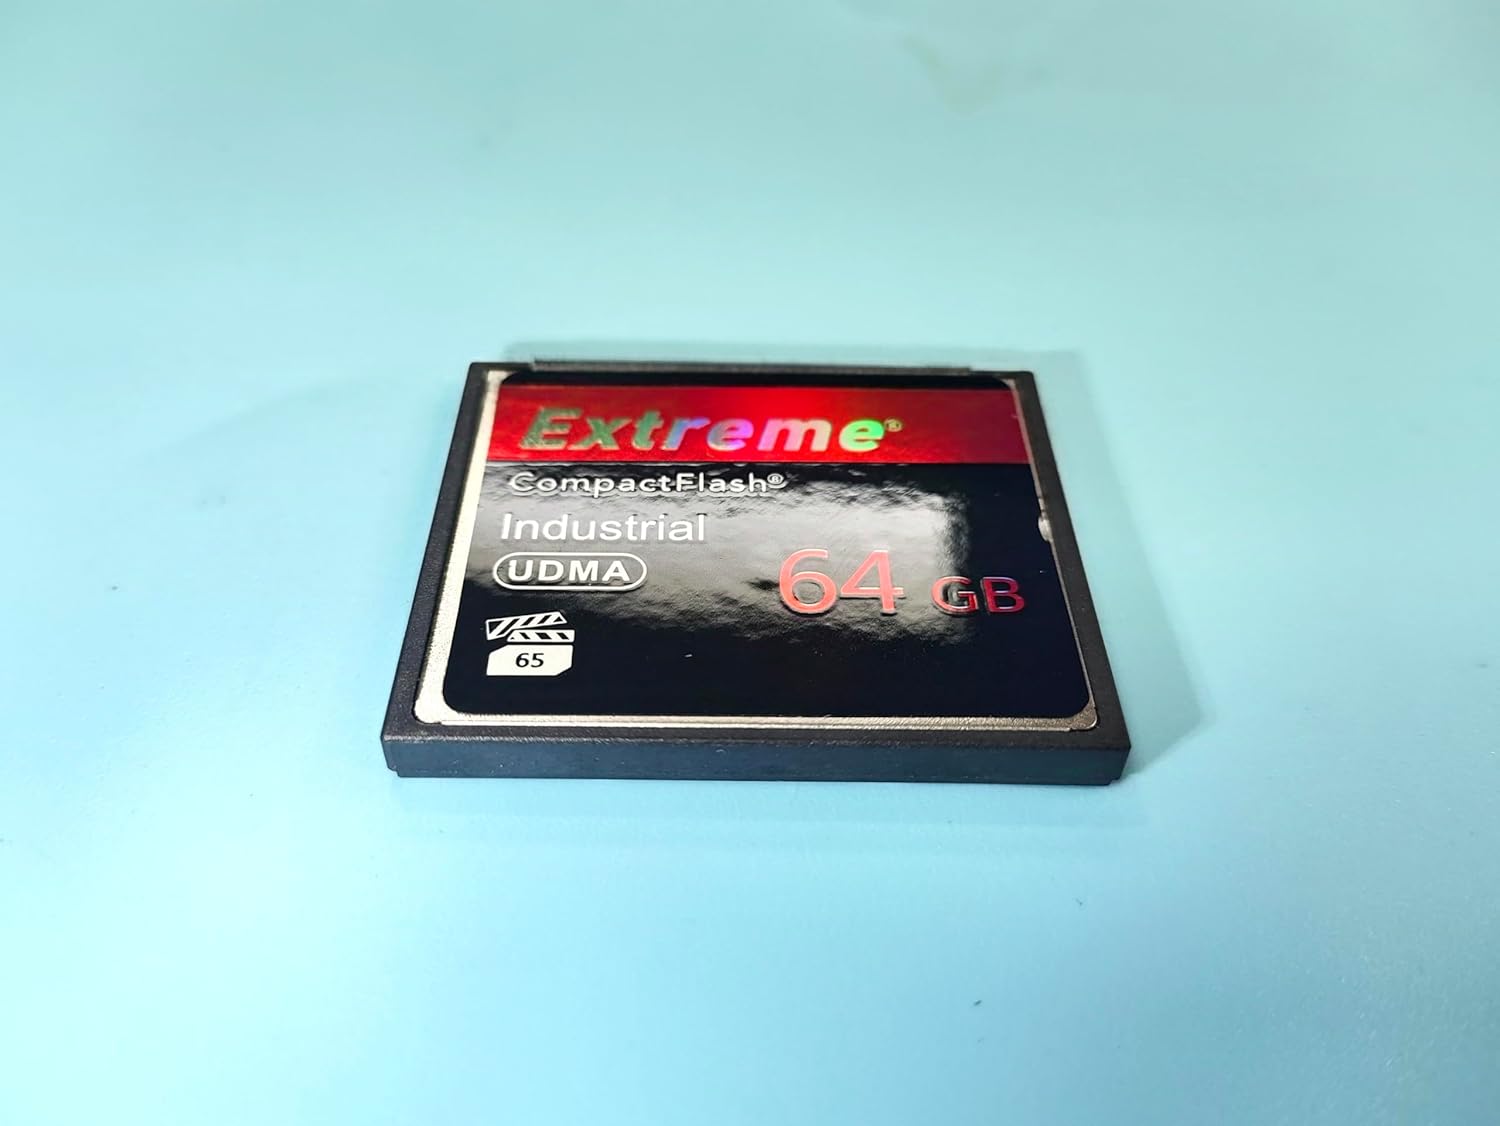 Extreme®
CompactFlash®
Industrial
UDMA
64 GB
65